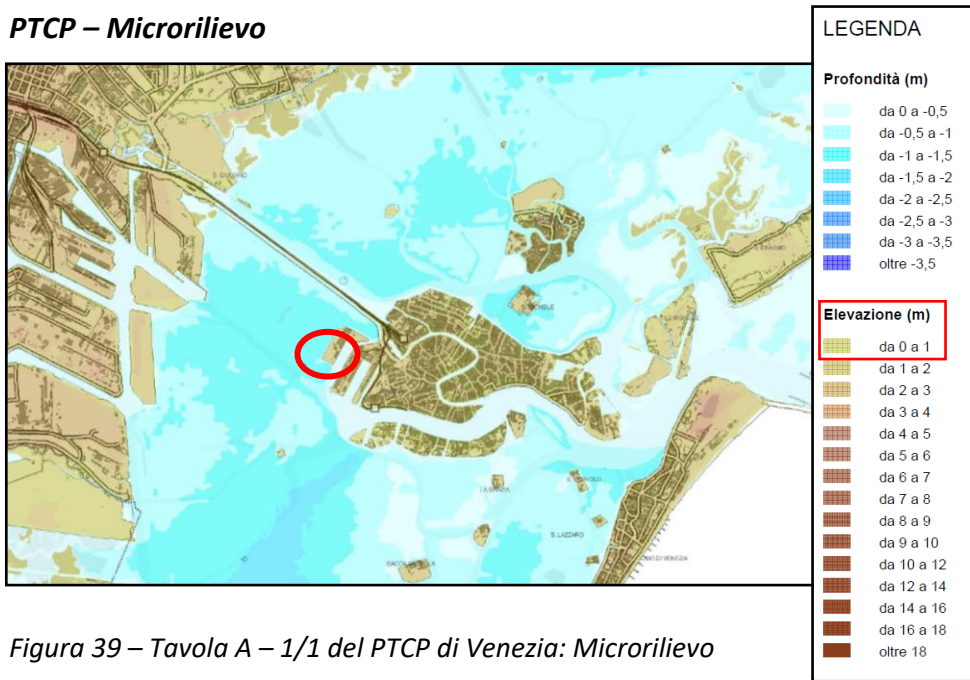 PTCP – Microrilievo
LEGENDA
Profondità (m)
da 0 a -0,5
da -0,5 a -1
da -1 a -1,5
da -1,5 a -2
da -2 a -2,5
da -2,5 a -3
da -3 a -3,5
oltre -3,5
Elevazione (m)
da 0 a 1
da 1 a 2
da 2 a 3
da 3 a 4
da 4 a 5
da 5 a 6
da 6 a 7
da 7 a 8
da 8 a 9
da 9 a 10
da 10 a 12
da 12 a 14
da 14 a 16
da 16 a 18
oltre 18
S. GIULIANO
LA GRAZIA
S. LAZZARO
Figura 39 – Tavola A – 1/1 del PTCP di Venezia: Microrilievo